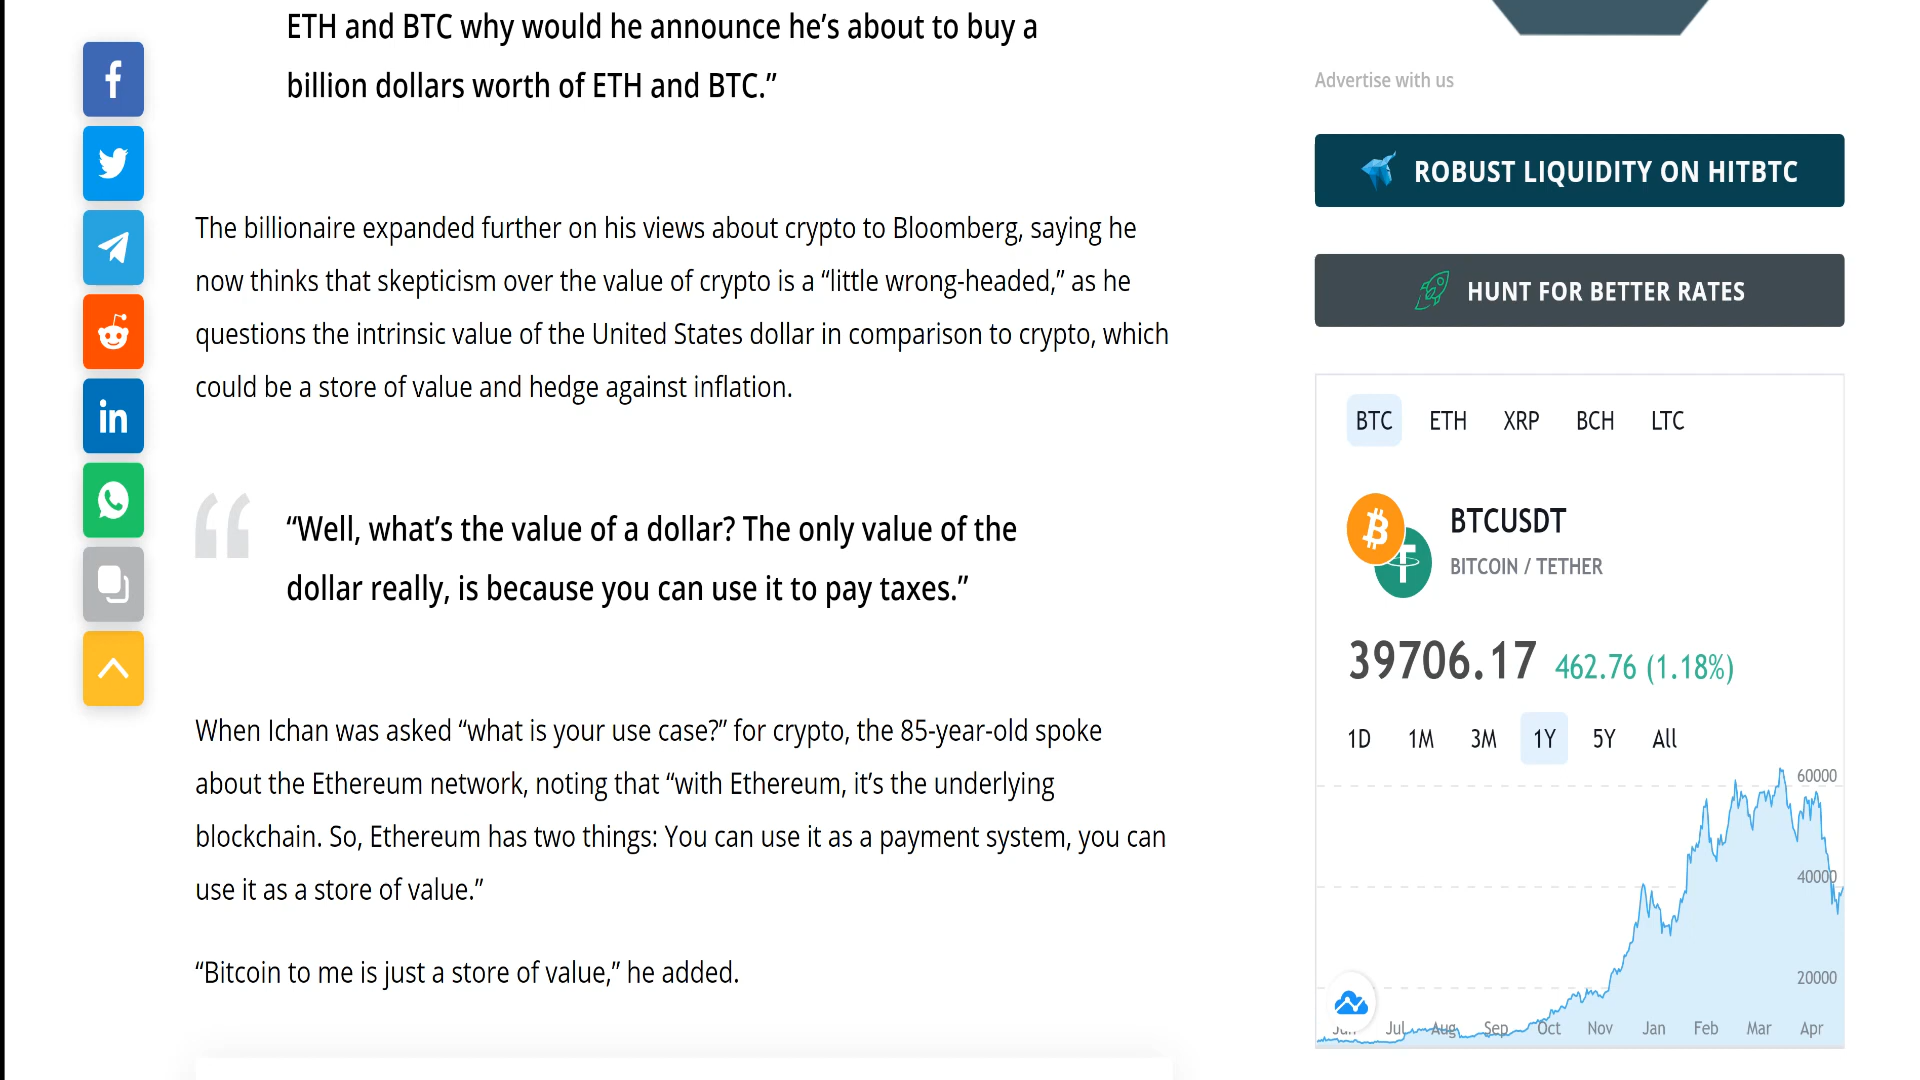 ETH and BTC why would he announce he’s about to buy a
billion dollars worth of ETH and BTC.”
The billionaire expanded further on his views about crypto to Bloomberg, saying he
now thinks that skepticism over the value of crypto is a “little wrong-headed,” as he
questions the intrinsic value of the United States dollar in comparison to crypto, which
could be a store of value and hedge against inflation.
“Well, what’s the value of a dollar? The only value of the
dollar really, is because you can use it to pay taxes.”
When Ichan was asked “what is your use case?” for crypto, the 85-year-old spoke
about the Ethereum network, noting that “with Ethereum, it’s the underlying
blockchain. So, Ethereum has two things: You can use it as a payment system, you can
use it as a store of value.”
“Bitcoin to me is just a store of value,” he added.
Advertise with us
ROBUST LIQUIDITY ON HITBTC
HUNT FOR BETTER RATES
BTC ETH XRP BCH LTC
BTCUSDT
BITCOIN / TETHER
39706.17 462.76 (1.18%)
1D 1M 3M 1Y 5Y All
60000
40000
20000
Jun Jul Aug Sep Oct Nov Jan Feb Mar Apr